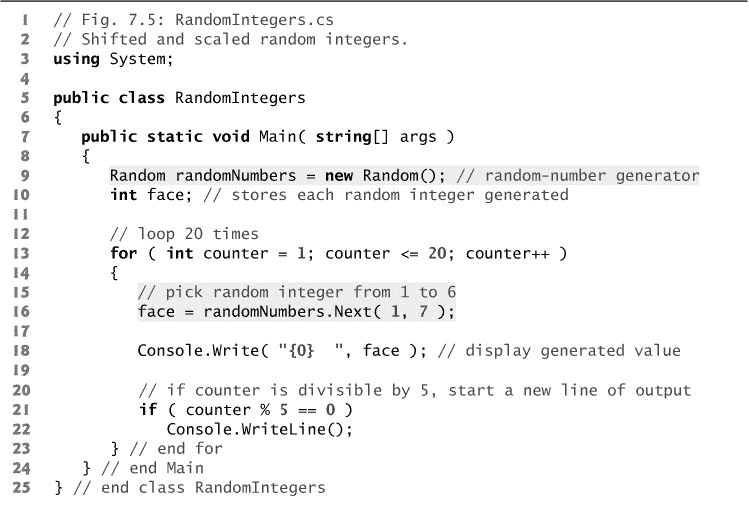 1 // Fig. 7.5: RandomIntegers.cs
2 // Shifted and scaled random integers.
3 using System;
4
5 public class RandomIntegers
6 {
7    public static void Main( string[] args )
8    {
9       Random randomNumbers = new Random(); // random-number generator
10       int face; // stores each random integer generated
11
12       // loop 20 times
13       for ( int counter = 1; counter <= 20; counter++ )
14       {
15          // pick random integer from 1 to 6
16          face = randomNumbers.Next( 1, 7 );
17
18          Console.Write( "{0}  ", face ); // display generated value
19
20          // if counter is divisible by 5, start a new line of output
21          if ( counter % 5 == 0 )
22             Console.WriteLine();
23       } // end for
24    } // end Main
25 } // end class RandomIntegers